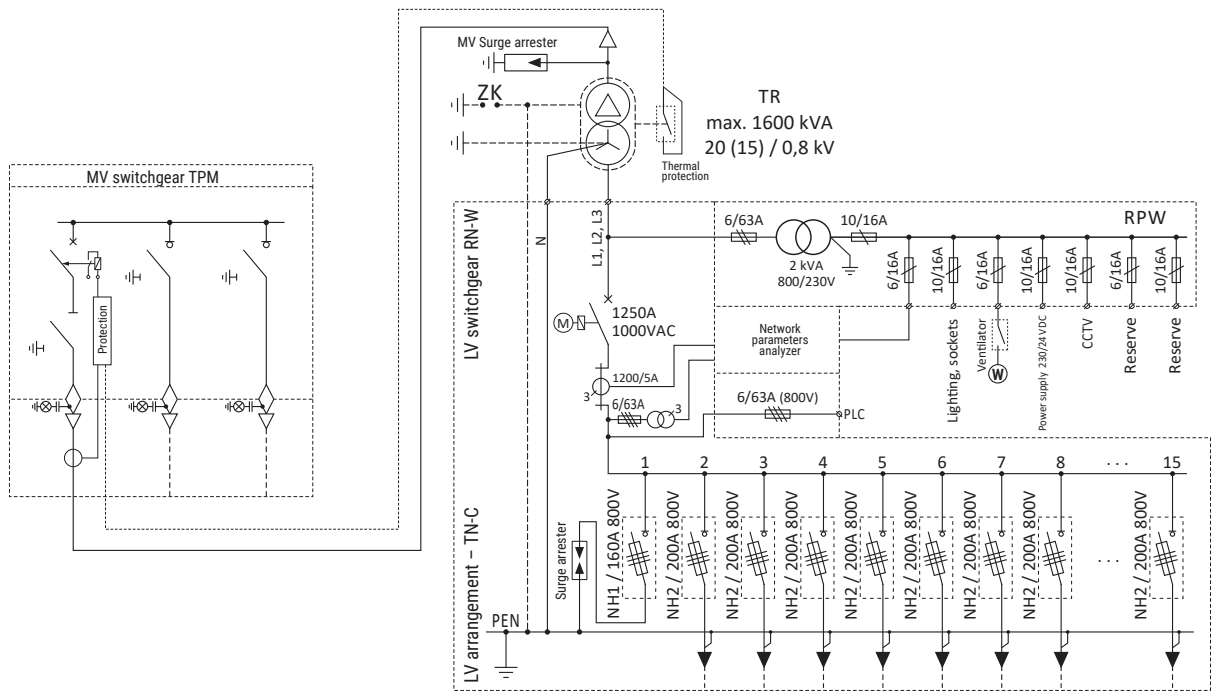 MV Surge arrester
ZK
TR
max. 1600 kVA
20 (15) / 0,8 kV
Thermal
protection
MV switchgear TPM
Protection
LV switchgear RN-W
N
L1, L2, L3
6/63A
10/16A
RPW
2 kVA
800/230V
6/16A
10/16A
6/16A
10/16A
10/16A
6/16A
10/16A
M
1250A
1000VAC
Network
parameters
analyzer
Lighting, sockets
Ventilator
W
Power supply 230/24 VDC
CCTV
Reserve
Reserve
1200/5A
3
6/63A
3
6/63A (800V)
PLC
1
2
3
4
5
6
7
8
. . .
15
LV arrangement – TN-C
Surge arrester
NH1 / 160A 800V
NH2 / 200A 800V
NH2 / 200A 800V
NH2 / 200A 800V
NH2 / 200A 800V
NH2 / 200A 800V
NH2 / 200A 800V
NH2 / 200A 800V
. . .
NH2 / 200A 800V
PEN